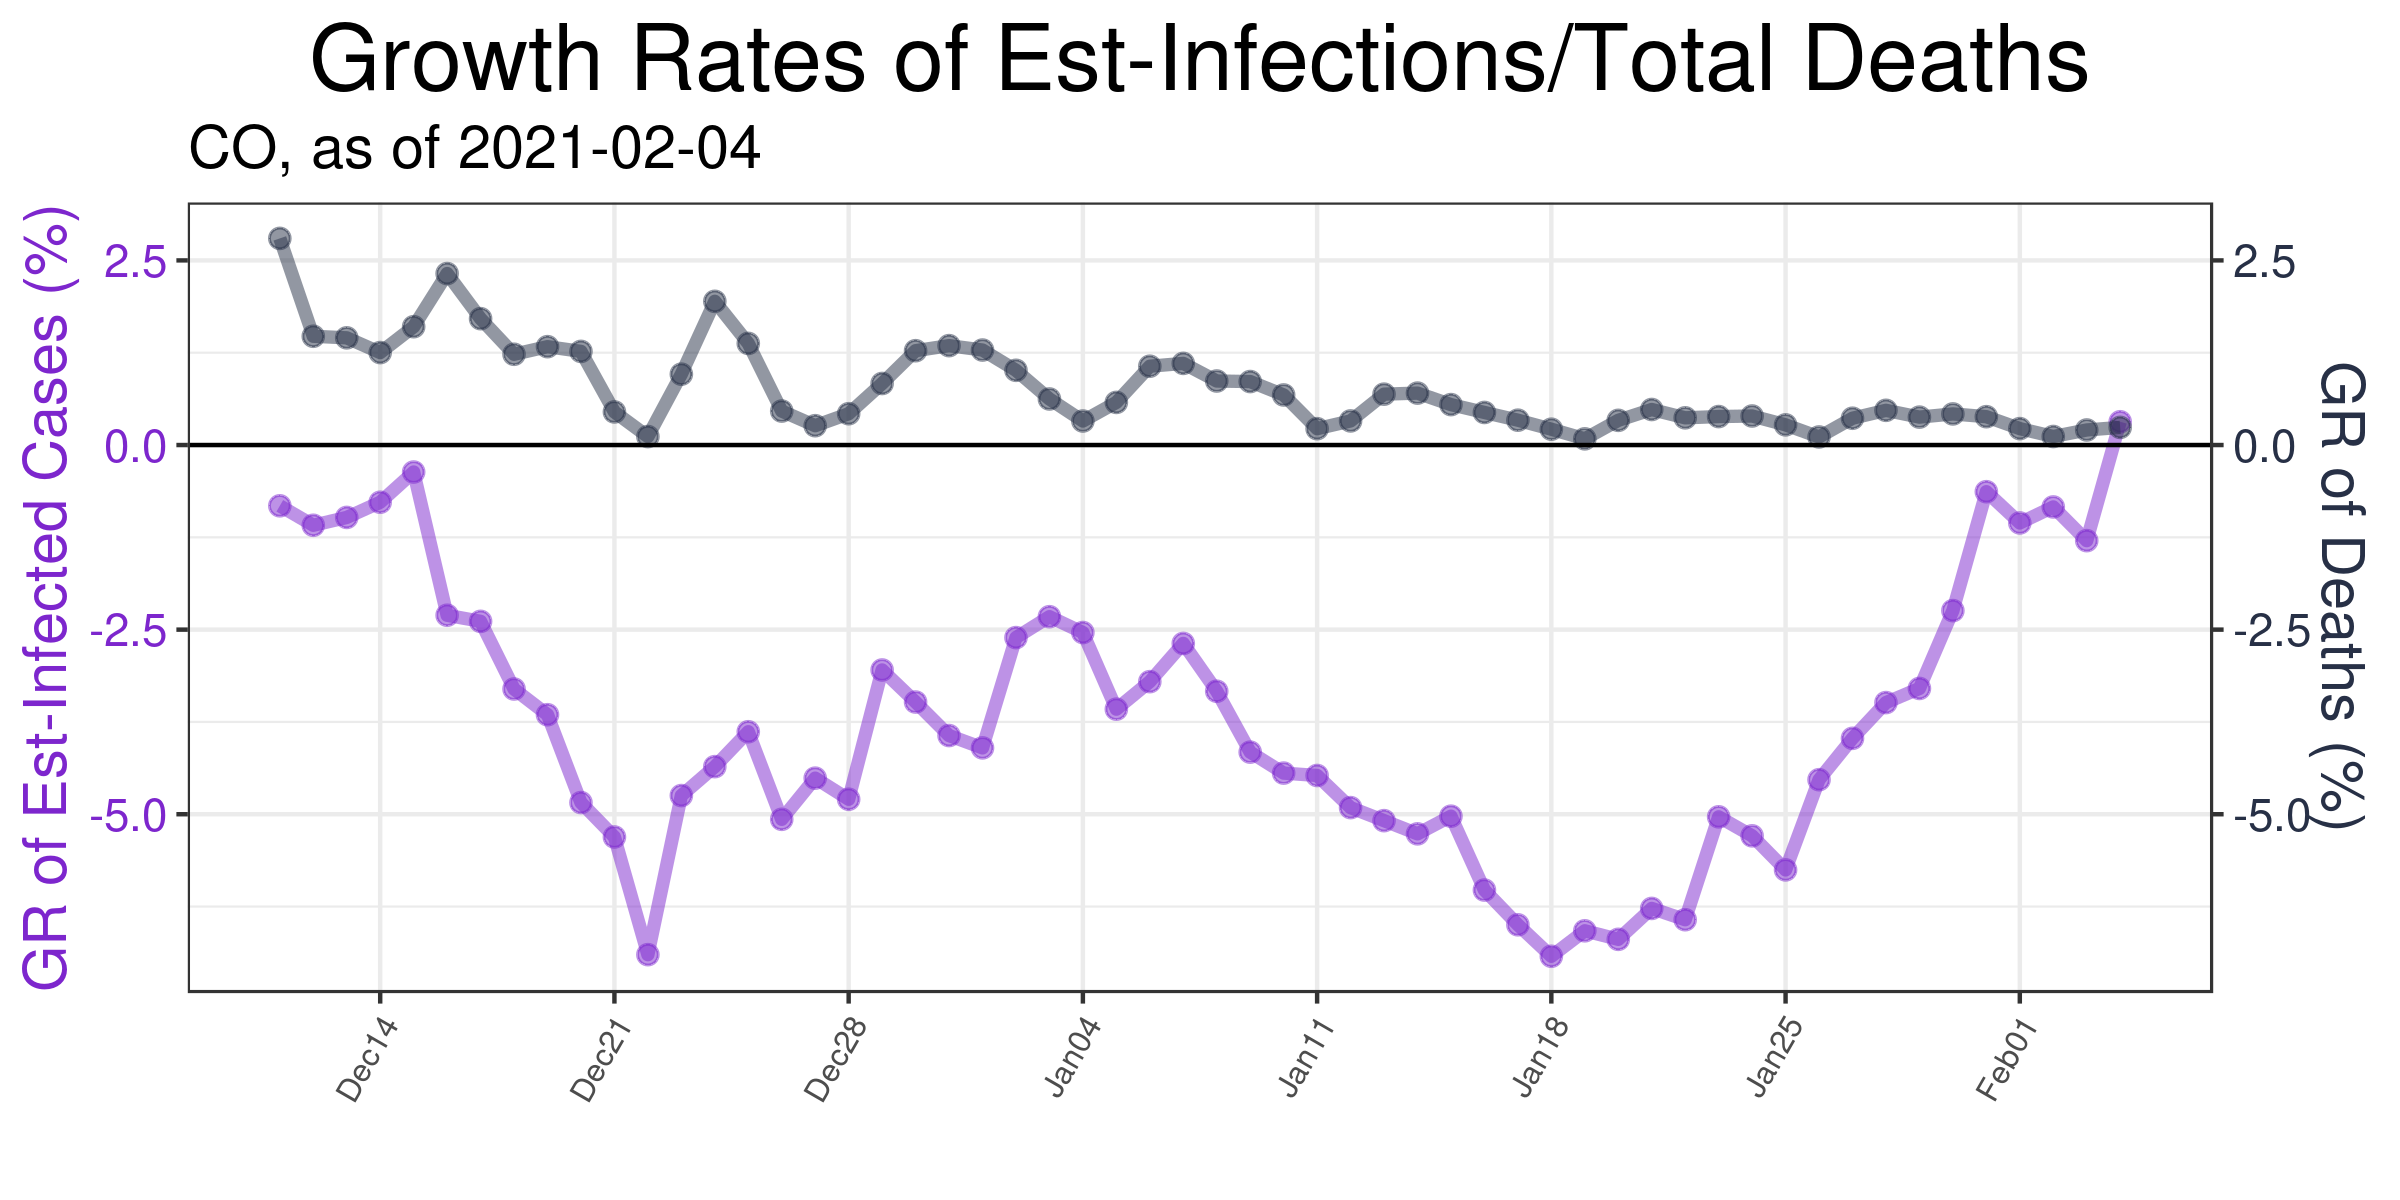 Growth Rates of Est-Infections/Total Deaths
CO, as of 2021-02-04
GR of Est-Infected Cases (%)
2.5
0.0
-2.5
-5.0
2.5
0.0
-2.5
-5.0
GR of Deaths (%)
Dec14
Dec21
Dec28
Jan04
Jan11
Jan18
Jan25
Feb01